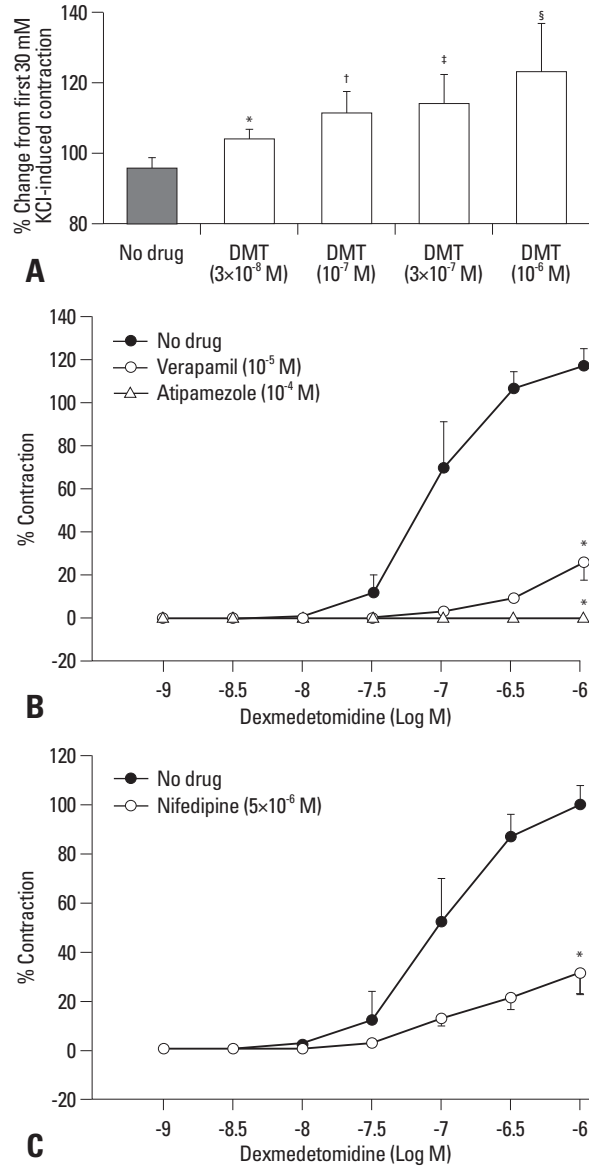 % Change from first 30 mM
KCl-induced contraction
140
120
100
80
*
†
‡
§
No drug
DMT
(3×10⁻⁸ M)
DMT
(10⁻⁷ M)
DMT
(3×10⁻⁷ M)
DMT
(10⁻⁶ M)
A
% Contraction
140
120
100
80
60
40
20
0
-20
No drug
Verapamil (10⁻⁵ M)
Atipamezole (10⁻⁴ M)
*
*
-9 -8.5 -8 -7.5 -7 -6.5 -6
Dexmedetomidine (Log M)
B
% Contraction
120
100
80
60
40
20
0
-20
No drug
Nifedipine (5×10⁻⁶ M)
*
-9 -8.5 -8 -7.5 -7 -6.5 -6
Dexmedetomidine (Log M)
C